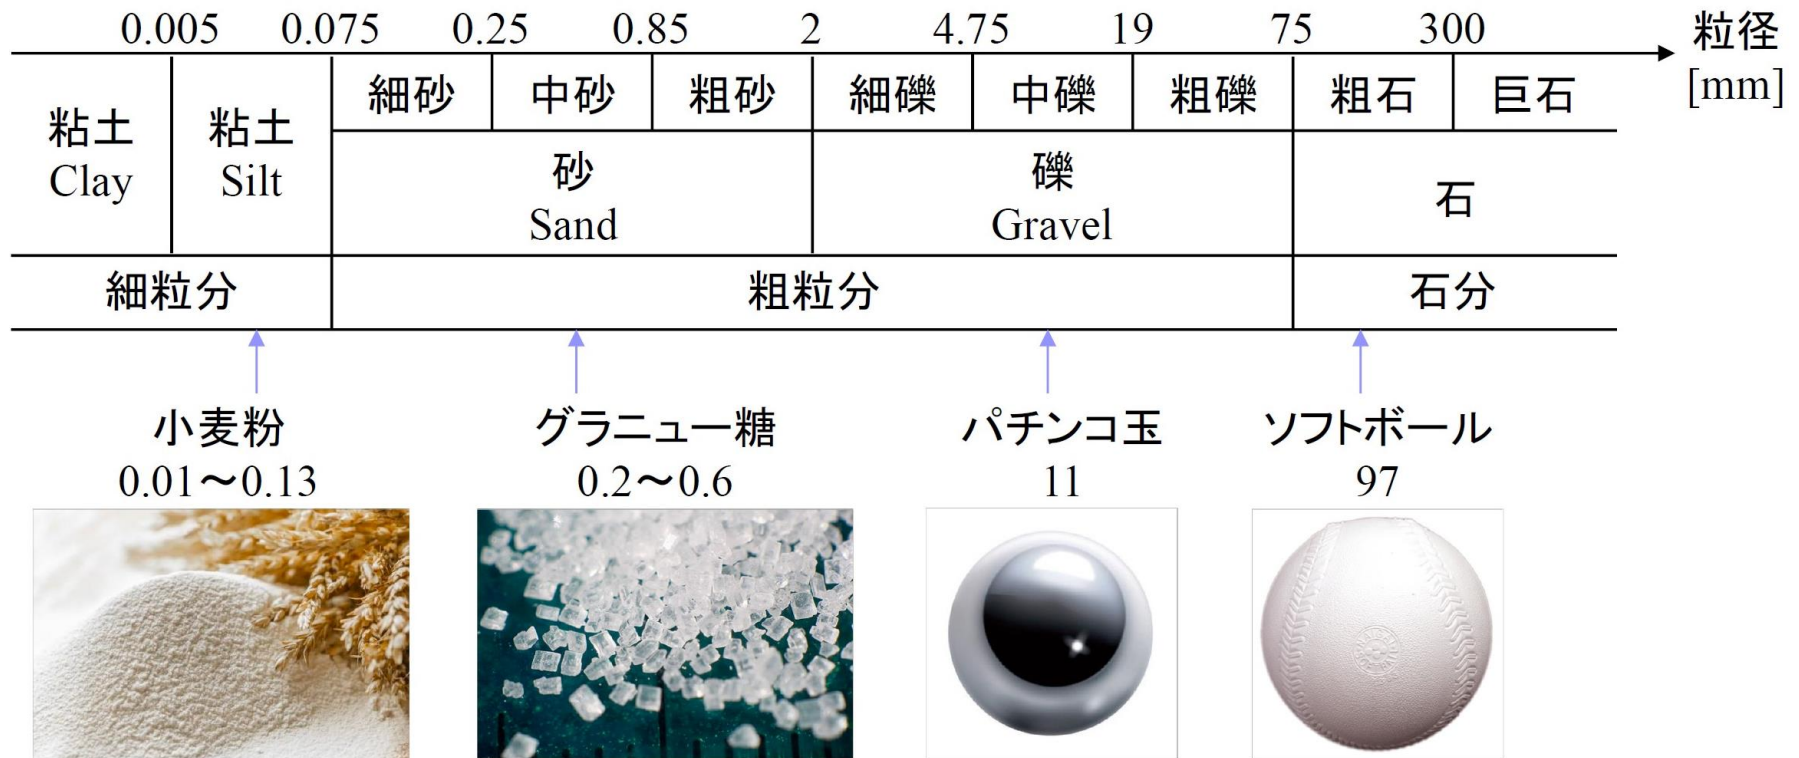 0.005 0.075 0.25 0.85 2 4.75 19 75 300 粒径
[mm]
細砂 中砂 粗砂 細礫 中礫 粗礫 粗石 巨石
粘土 粘土
Clay Silt
砂 礫 石
Sand Gravel
細粒分 粗粒分 石分
小麦粉 グラニュー糖 パチンコ玉 ソフトボール
0.01～0.13 0.2～0.6 11 97